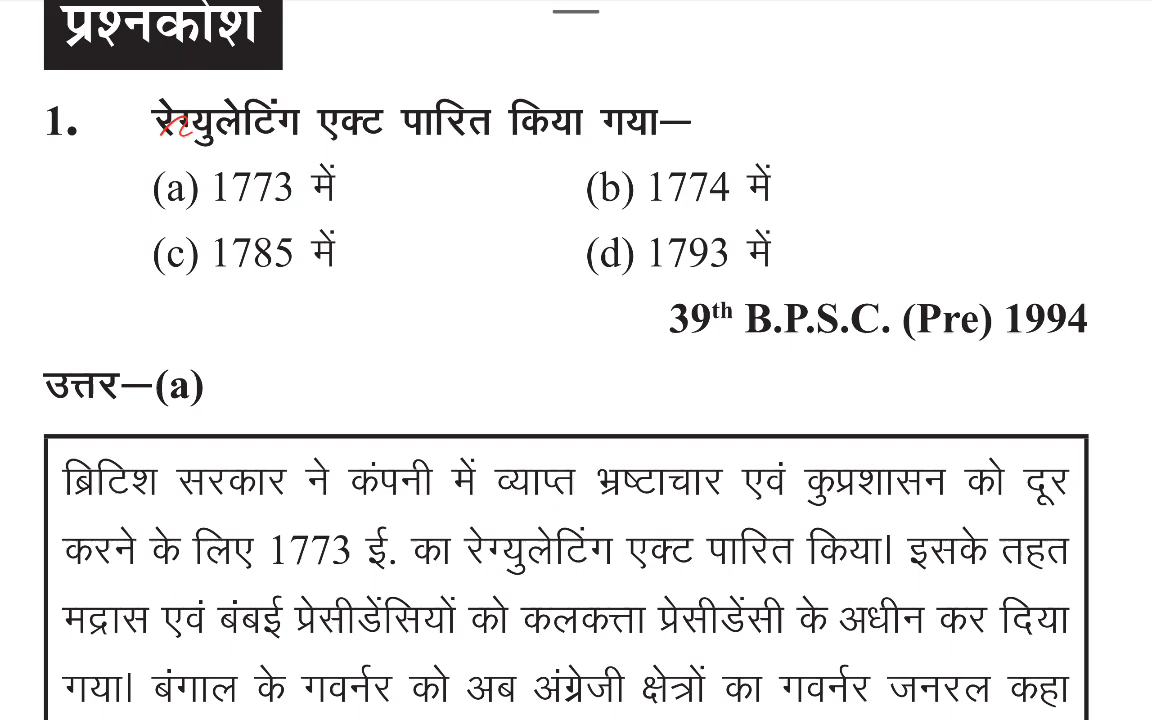 प्रश्नकोश
1. रेग्युलेटिंग एक्ट पारित किया गया—
(a) 1773 में (b) 1774 में
(c) 1785 में (d) 1793 में
39th B.P.S.C. (Pre) 1994
उत्तर—(a)
ब्रिटिश सरकार ने कंपनी में व्याप्त भ्रष्टाचार एवं कुप्रशासन को दूर
करने के लिए 1773 ई. का रेग्युलेटिंग एक्ट पारित किया। इसके तहत
मद्रास एवं बंबई प्रेसीडेंसियों को कलकत्ता प्रेसीडेंसी के अधीन कर दिया
गया। बंगाल के गवर्नर को अब अंग्रेजी क्षेत्रों का गवर्नर जनरल कहा